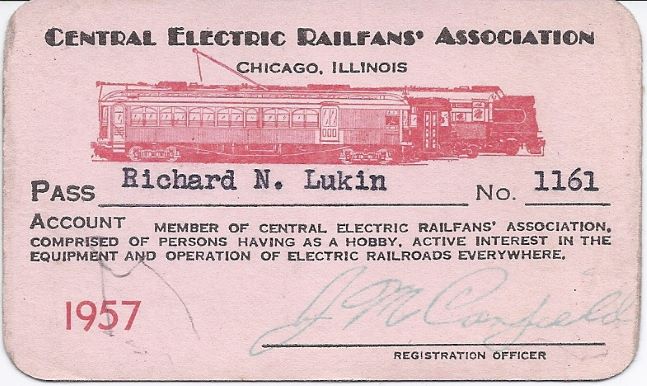 CENTRAL ELECTRIC RAILFANS' ASSOCIATION
CHICAGO, ILLINOIS
PASS Richard N. Lukin No. 1161
ACCOUNT MEMBER OF CENTRAL ELECTRIC RAILFANS' ASSOCIATION,
COMPRISED OF PERSONS HAVING AS A HOBBY, ACTIVE INTEREST IN THE
EQUIPMENT AND OPERATION OF ELECTRIC RAILROADS EVERYWHERE.
1957
J M Canfield
REGISTRATION OFFICER